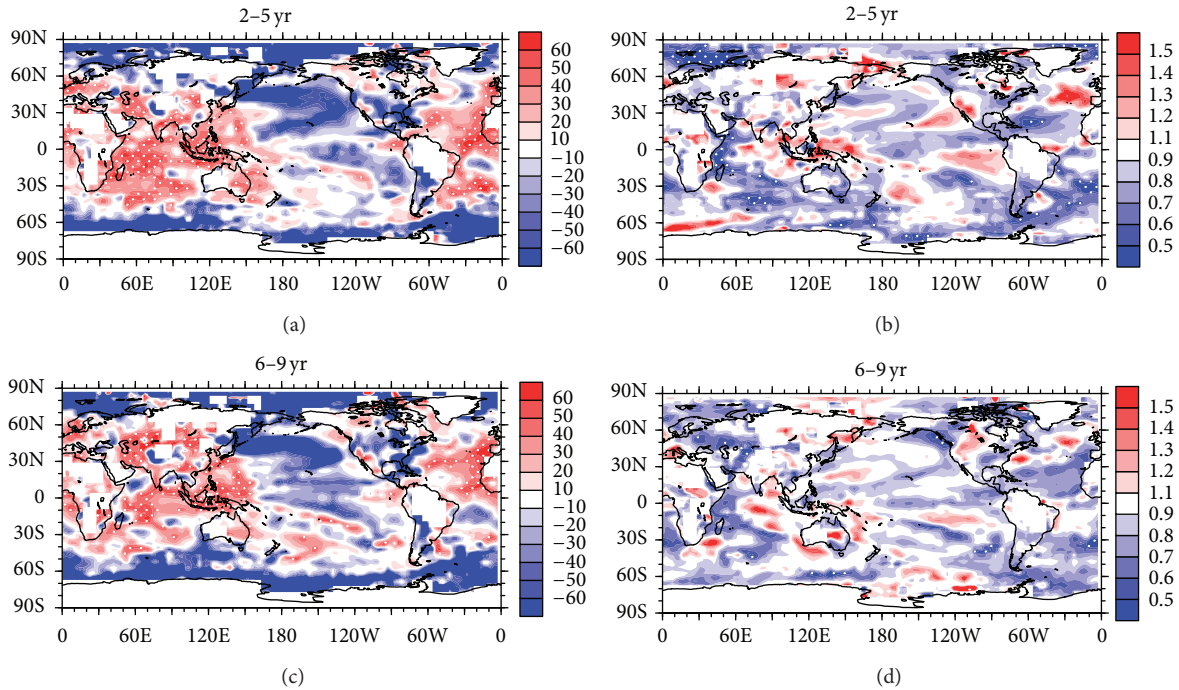 2–5 yr
90N
60N
30N
0
30S
60S
90S
0 60E 120E 180 120W 60W 0
60
50
40
30
20
10
−10
−20
−30
−40
−50
−60
(a)
2–5 yr
90N
60N
30N
0
30S
60S
90S
0 60E 120E 180 120W 60W 0
1.5
1.4
1.3
1.2
1.1
0.9
0.8
0.7
0.6
0.5
(b)
6–9 yr
90N
60N
30N
0
30S
60S
90S
0 60E 120E 180 120W 60W 0
60
50
40
30
20
10
−10
−20
−30
−40
−50
−60
(c)
6–9 yr
90N
60N
30N
0
30S
60S
90S
0 60E 120E 180 120W 60W 0
1.5
1.4
1.3
1.2
1.1
0.9
0.8
0.7
0.6
0.5
(d)